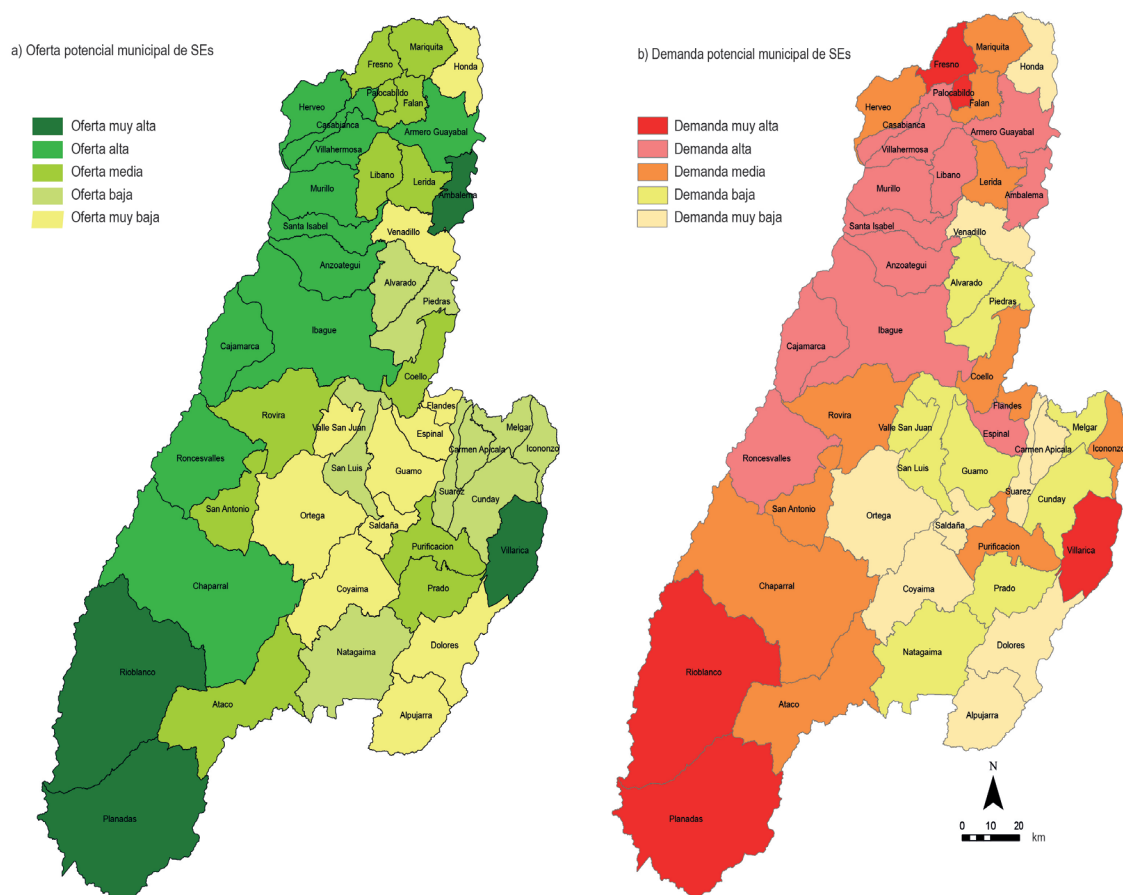 a) Oferta potencial municipal de SEs
Oferta muy alta
Oferta alta
Oferta media
Oferta baja
Oferta muy baja
Mariquita
Fresno
Honda
Palocabildo
Falan
Herveo
Casabianca
Armero Guayabal
Villahermosa
Libano
Lerida
Murillo
Ambalema
Santa Isabel
Venadillo
Anzoategui
Alvarado
Piedras
Ibague
Cajamarca
Coello
Flandes
Rovira
Valle San Juan
Espinal
Melgar
Carmen Apicala
Icononzo
Roncesvalles
San Luis
Guamo
Suarez
Cunday
San Antonio
Ortega
Saldaña
Villarica
Purificacion
Chaparral
Coyaima
Prado
Dolores
Natagaima
Rioblanco
Ataco
Alpujarra
Planadas
b) Demanda potencial municipal de SEs
Demanda muy alta
Demanda alta
Demanda media
Demanda baja
Demanda muy baja
Mariquita
Fresno
Honda
Palocabildo
Falan
Herveo
Casabianca
Armero Guayabal
Villahermosa
Libano
Lerida
Murillo
Ambalema
Santa Isabel
Venadillo
Anzoategui
Alvarado
Piedras
Ibague
Cajamarca
Coello
Flandes
Rovira
Valle San Juan
Espinal
Melgar
Carmen Apicala
Icononzo
Roncesvalles
San Luis
Guamo
Suarez
Cunday
San Antonio
Ortega
Saldaña
Villarica
Purificacion
Chaparral
Coyaima
Prado
Dolores
Natagaima
Rioblanco
Ataco
Alpujarra
Planadas
N
0 10 20
km